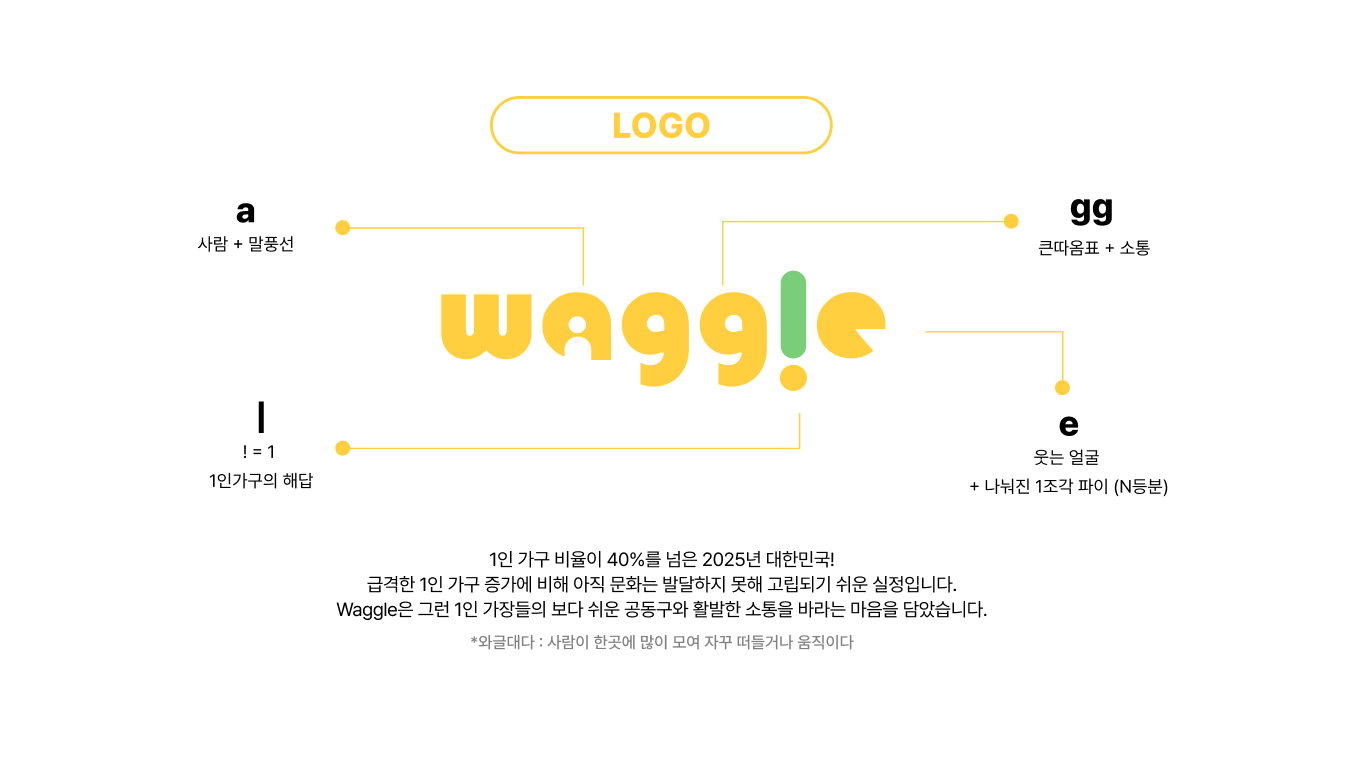 LOGO
a
사람 + 말풍선
gg
큰따옴표 + 소통
waggle
l
! = 1
1인가구의 해답
e
웃는 얼굴
+ 나눠진 1조각 파이 (N등분)
1인 가구 비율이 40%를 넘은 2025년 대한민국!
급격한 1인 가구 증가에 비해 아직 문화는 발달하지 못해 고립되기 쉬운 실정입니다.
Waggle은 그런 1인 가장들의 보다 쉬운 공동구와 활발한 소통을 바라는 마음을 담았습니다.
*와글대다 : 사람이 한곳에 많이 모여 자꾸 떠들거나 움직이다